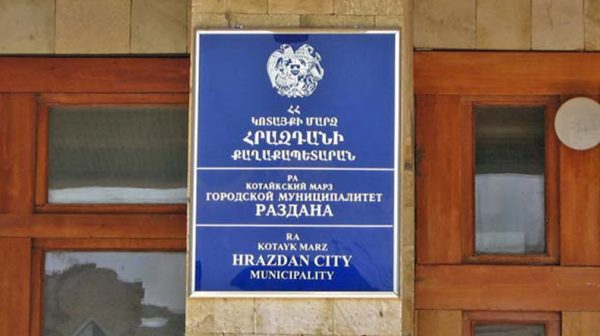 ՀՀ
ԿՈՏԱՅՔԻ ՄԱՐԶ
ՀՐԱԶԴԱՆԻ
ՔԱՂԱՔԱՊԵՏԱՐԱՆ
РА
КОТАЙКСКИЙ МАРЗ
ГОРОДСКОЙ МУНИЦИПАЛИТЕТ
РАЗДАНА
RA
KOTAYK MARZ
HRAZDAN CITY
MUNICIPALITY